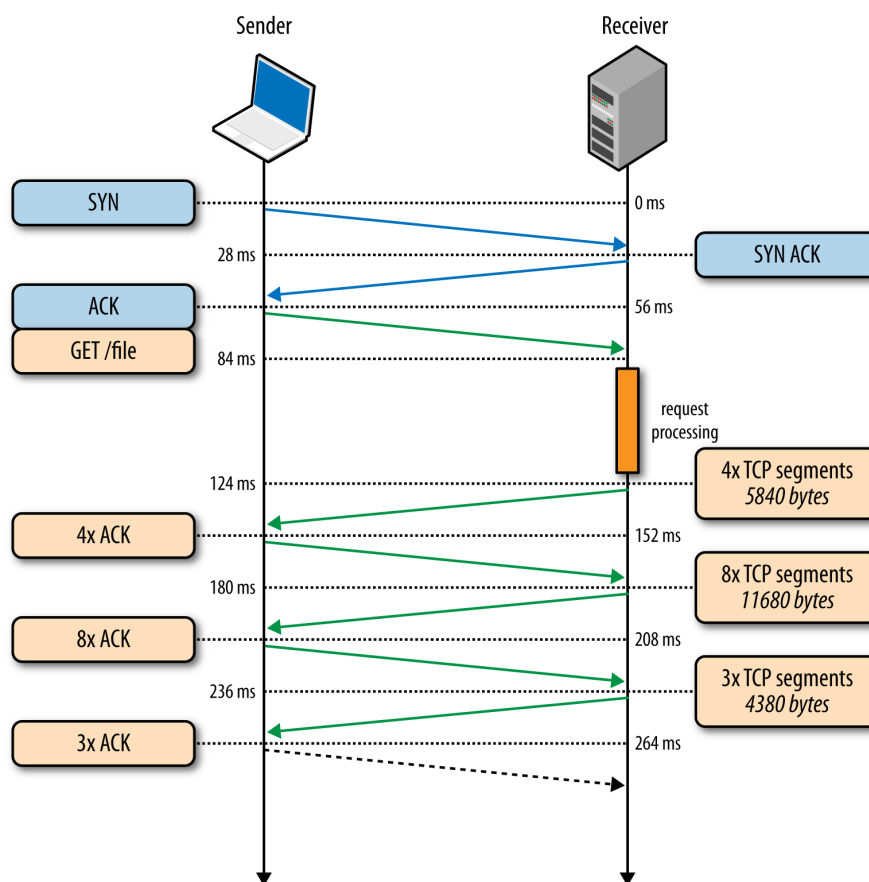 Sender
Receiver
SYN
0 ms
28 ms
SYN ACK
ACK
56 ms
GET /file
84 ms
request
processing
124 ms
4x TCP segments
5840 bytes
4x ACK
152 ms
180 ms
8x TCP segments
11680 bytes
8x ACK
208 ms
236 ms
3x TCP segments
4380 bytes
3x ACK
264 ms